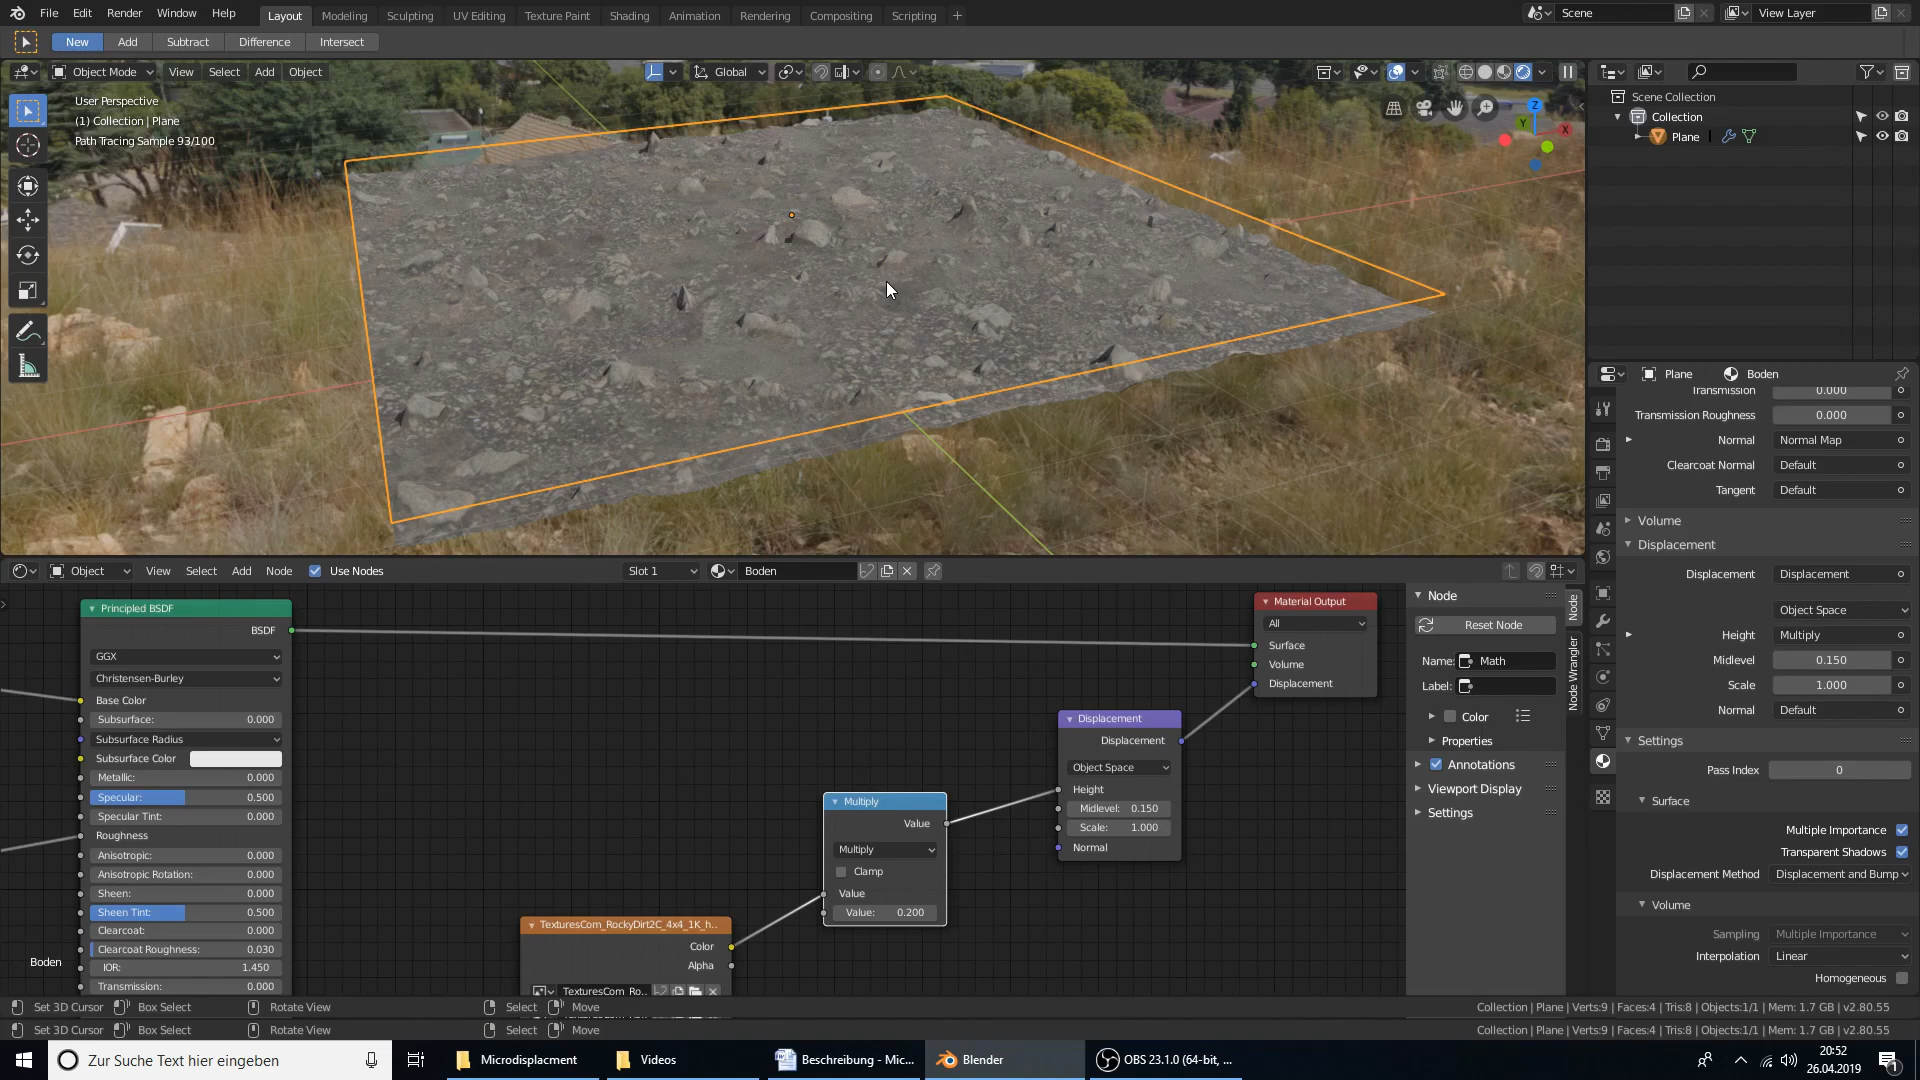 File Edit Render Window Help Layout Modeling Sculpting UV Editing Texture Paint Shading Animation Rendering Compositing Scripting + Scene View Layer
New Add Subtract Difference Intersect
Object Mode View Select Add Object Global
User Perspective
(1) Collection | Plane
Path Tracing Sample 93/100
Z
Y
X
Scene Collection
Collection
Plane
Plane Boden
Transmission 0.000
Transmission Roughness 0.000
Normal Normal Map
Clearcoat Normal Default
Tangent Default
Volume
Displacement
Displacement Displacement
Object Space
Height Multiply
Midlevel 0.150
Scale 1.000
Normal Default
Settings
Pass Index 0
Surface
Multiple Importance
Transparent Shadows
Displacement Method Displacement and Bump
Volume
Sampling Multiple Importance
Interpolation Linear
Homogeneous
Object View Select Add Node Use Nodes Slot 1 Boden
Principled BSDF
BSDF
GGX
Christensen-Burley
Base Color
Subsurface: 0.000
Subsurface Radius
Subsurface Color
Metallic: 0.000
Specular: 0.500
Specular Tint: 0.000
Roughness
Anisotropic: 0.000
Anisotropic Rotation: 0.000
Sheen: 0.000
Sheen Tint: 0.500
Clearcoat: 0.000
Clearcoat Roughness: 0.030
IOR: 1.450
Transmission: 0.000
Boden
TexturesCom_RockyDirt2C_4x4_1K_h..
Color
Alpha
TexturesCom_Ro..
Multiply
Value
Multiply
Clamp
Value
Value: 0.200
Displacement
Displacement
Object Space
Height
Midlevel: 0.150
Scale: 1.000
Normal
Material Output
All
Surface
Volume
Displacement
Node
Reset Node
Name: Math
Label:
Color
Properties
Annotations
Viewport Display
Settings
Node
Node Wrangler
Set 3D Cursor Box Select Rotate View Select Move Collection | Plane | Verts:9 | Faces:4 | Tris:8 | Objects:1/1 | Mem: 1.7 GB | v2.80.55
Set 3D Cursor Box Select Rotate View Select Move Collection | Plane | Verts:9 | Faces:4 | Tris:8 | Objects:1/1 | Mem: 1.7 GB | v2.80.55
Zur Suche Text hier eingeben Microdisplacment Videos Beschreibung - Mic... Blender OBS 23.1.0 (64-bit, ... 20:52
26.04.2019
1